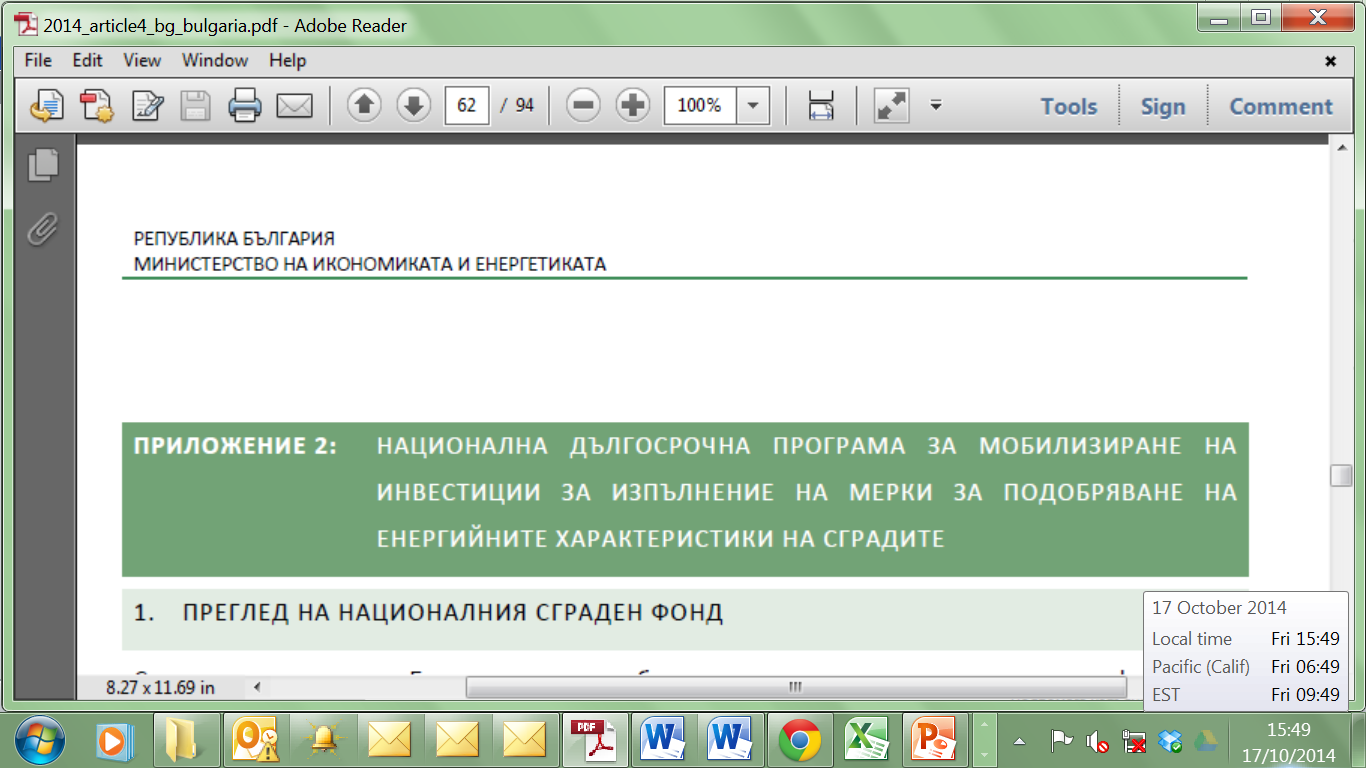 2014_article4_bg_bulgaria.pdf - Adobe Reader
File Edit View Window Help
62 / 94 100% Tools Sign Comment
РЕПУБЛИКА БЪЛГАРИЯ
МИНИСТЕРСТВО НА ИКОНОМИКАТА И ЕНЕРГЕТИКАТА
ПРИЛОЖЕНИЕ 2: НАЦИОНАЛНА ДЪЛГОСРОЧНА ПРОГРАМА ЗА МОБИЛИЗИРАНЕ НА
ИНВЕСТИЦИИ ЗА ИЗПЪЛНЕНИЕ НА МЕРКИ ЗА ПОДОБРЯВАНЕ НА
ЕНЕРГИЙНИТЕ ХАРАКТЕРИСТИКИ НА СГРАДИТЕ
1. ПРЕГЛЕД НА НАЦИОНАЛНИЯ СГРАДЕН ФОНД
17 October 2014
Local time Fri 15:49
Pacific (Calif) Fri 06:49
EST Fri 09:49
8.27 x 11.69 in
PDF
15:49
17/10/2014